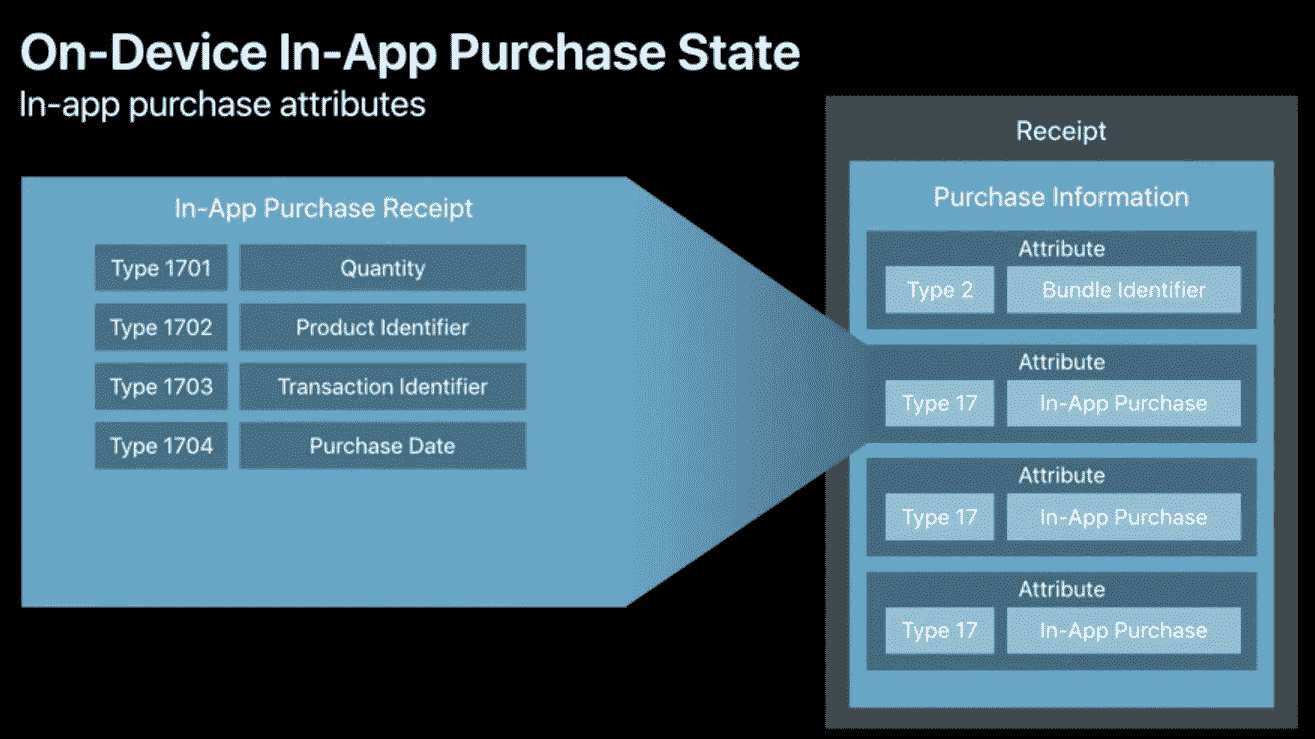 On-Device In-App Purchase State
In-app purchase attributes
In-App Purchase Receipt
Type 1701 Quantity
Type 1702 Product Identifier
Type 1703 Transaction Identifier
Type 1704 Purchase Date
Receipt
Purchase Information
Attribute
Type 2 Bundle Identifier
Attribute
Type 17 In-App Purchase
Attribute
Type 17 In-App Purchase
Attribute
Type 17 In-App Purchase